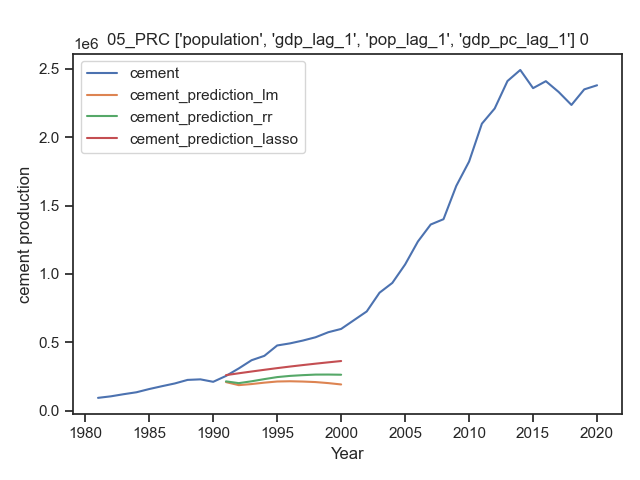 05_PRC ['population', 'gdp_lag_1', 'pop_lag_1', 'gdp_pc_lag_1'] 0
1e6
cement
cement_prediction_lm
cement_prediction_rr
cement_prediction_lasso
2.5
2.0
1.5
1.0
0.5
0.0
cement production
1980 1985 1990 1995 2000 2005 2010 2015 2020
Year